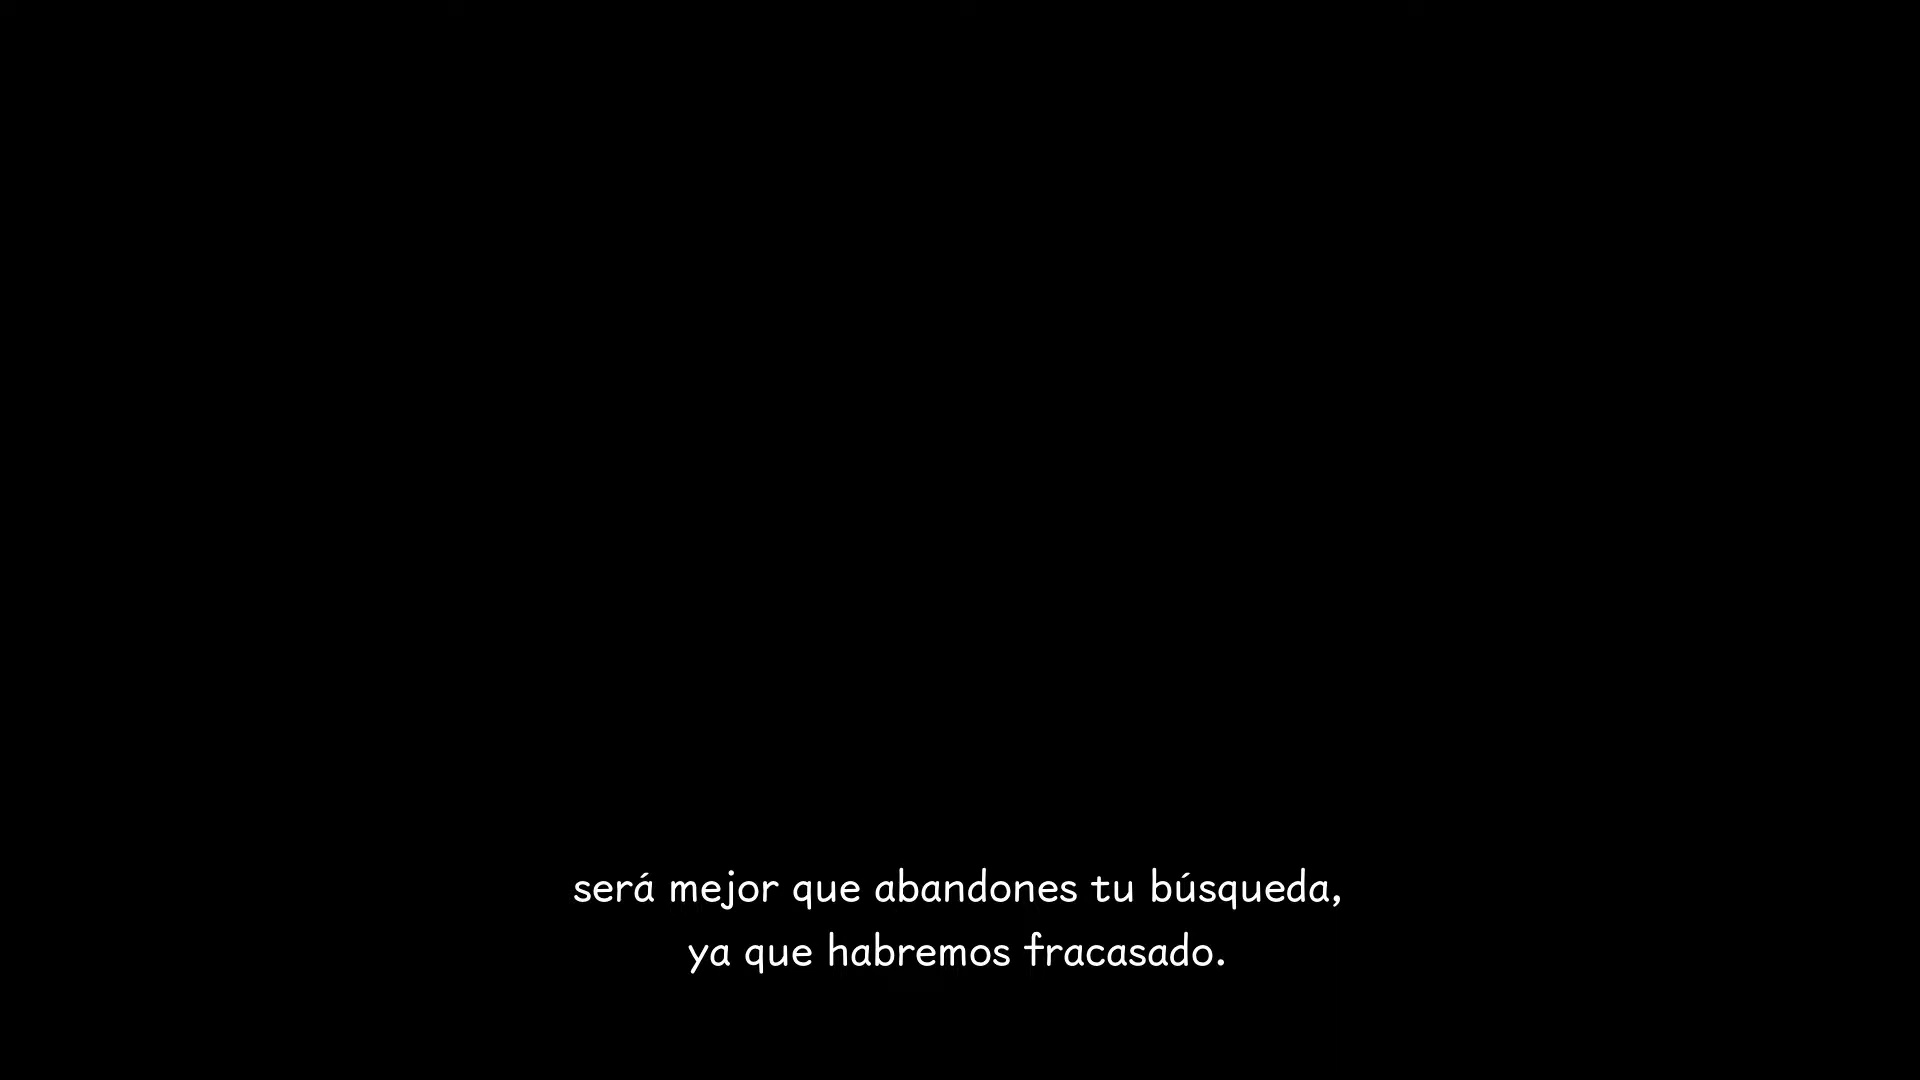 será mejor que abandones tu búsqueda,
ya que habremos fracasado.